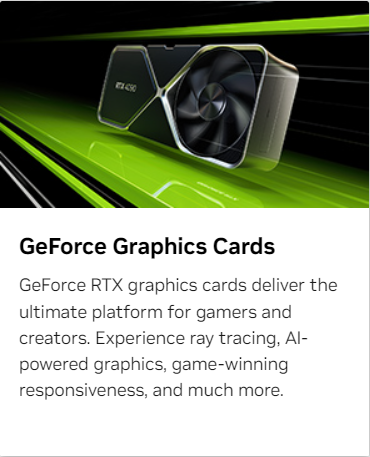 RTX 4090
GeForce Graphics Cards
GeForce RTX graphics cards deliver the
ultimate platform for gamers and
creators. Experience ray tracing, AI-
powered graphics, game-winning
responsiveness, and much more.